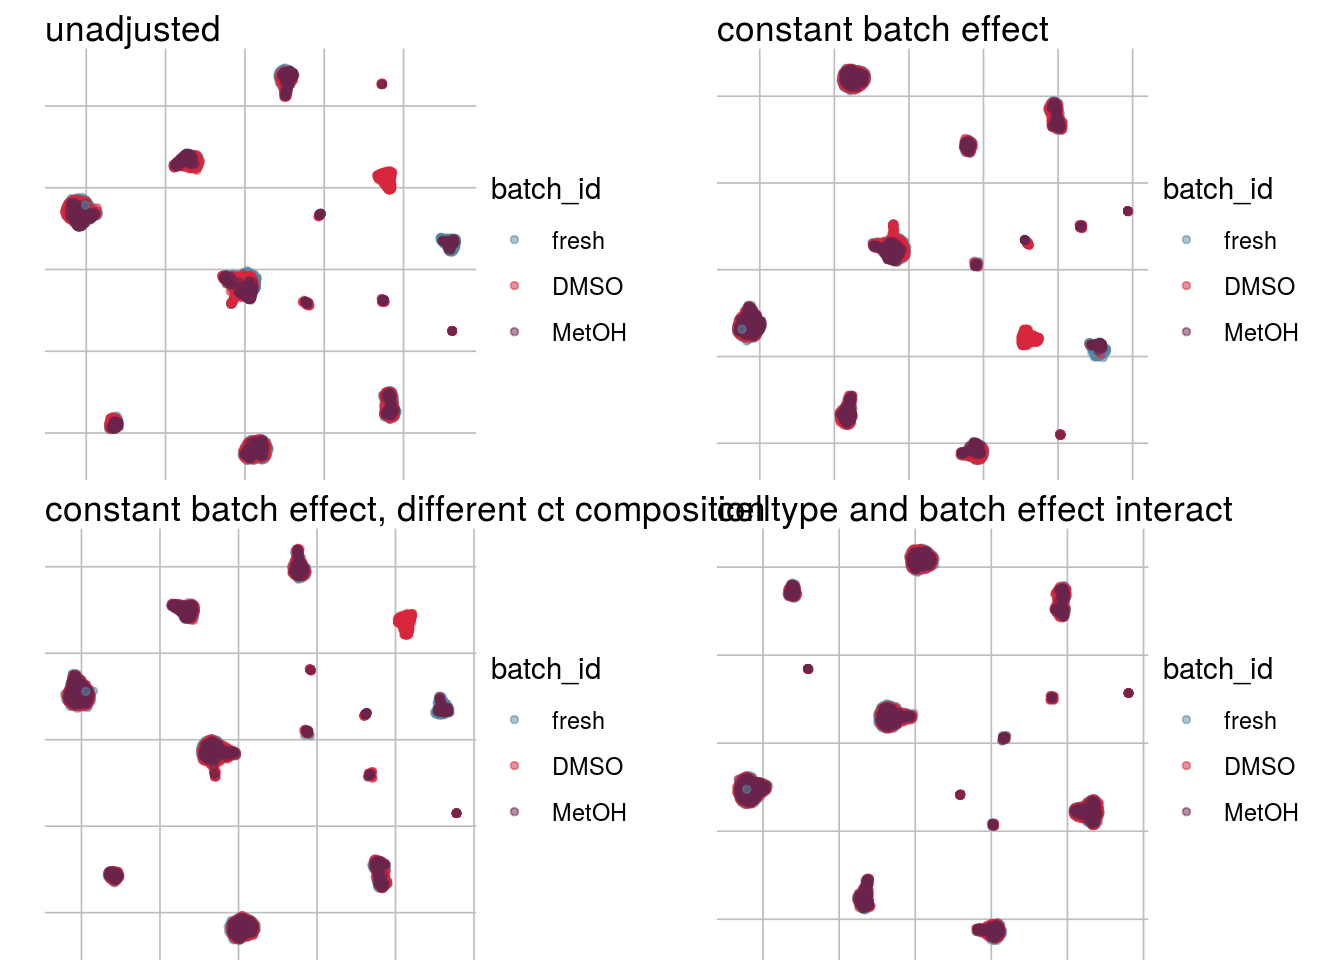 unadjusted
batch_id
fresh
DMSO
MetOH
constant batch effect
batch_id
fresh
DMSO
MetOH
constant batch effect, different ct composition
batch_id
fresh
DMSO
MetOH
celltype and batch effect interact
batch_id
fresh
DMSO
MetOH